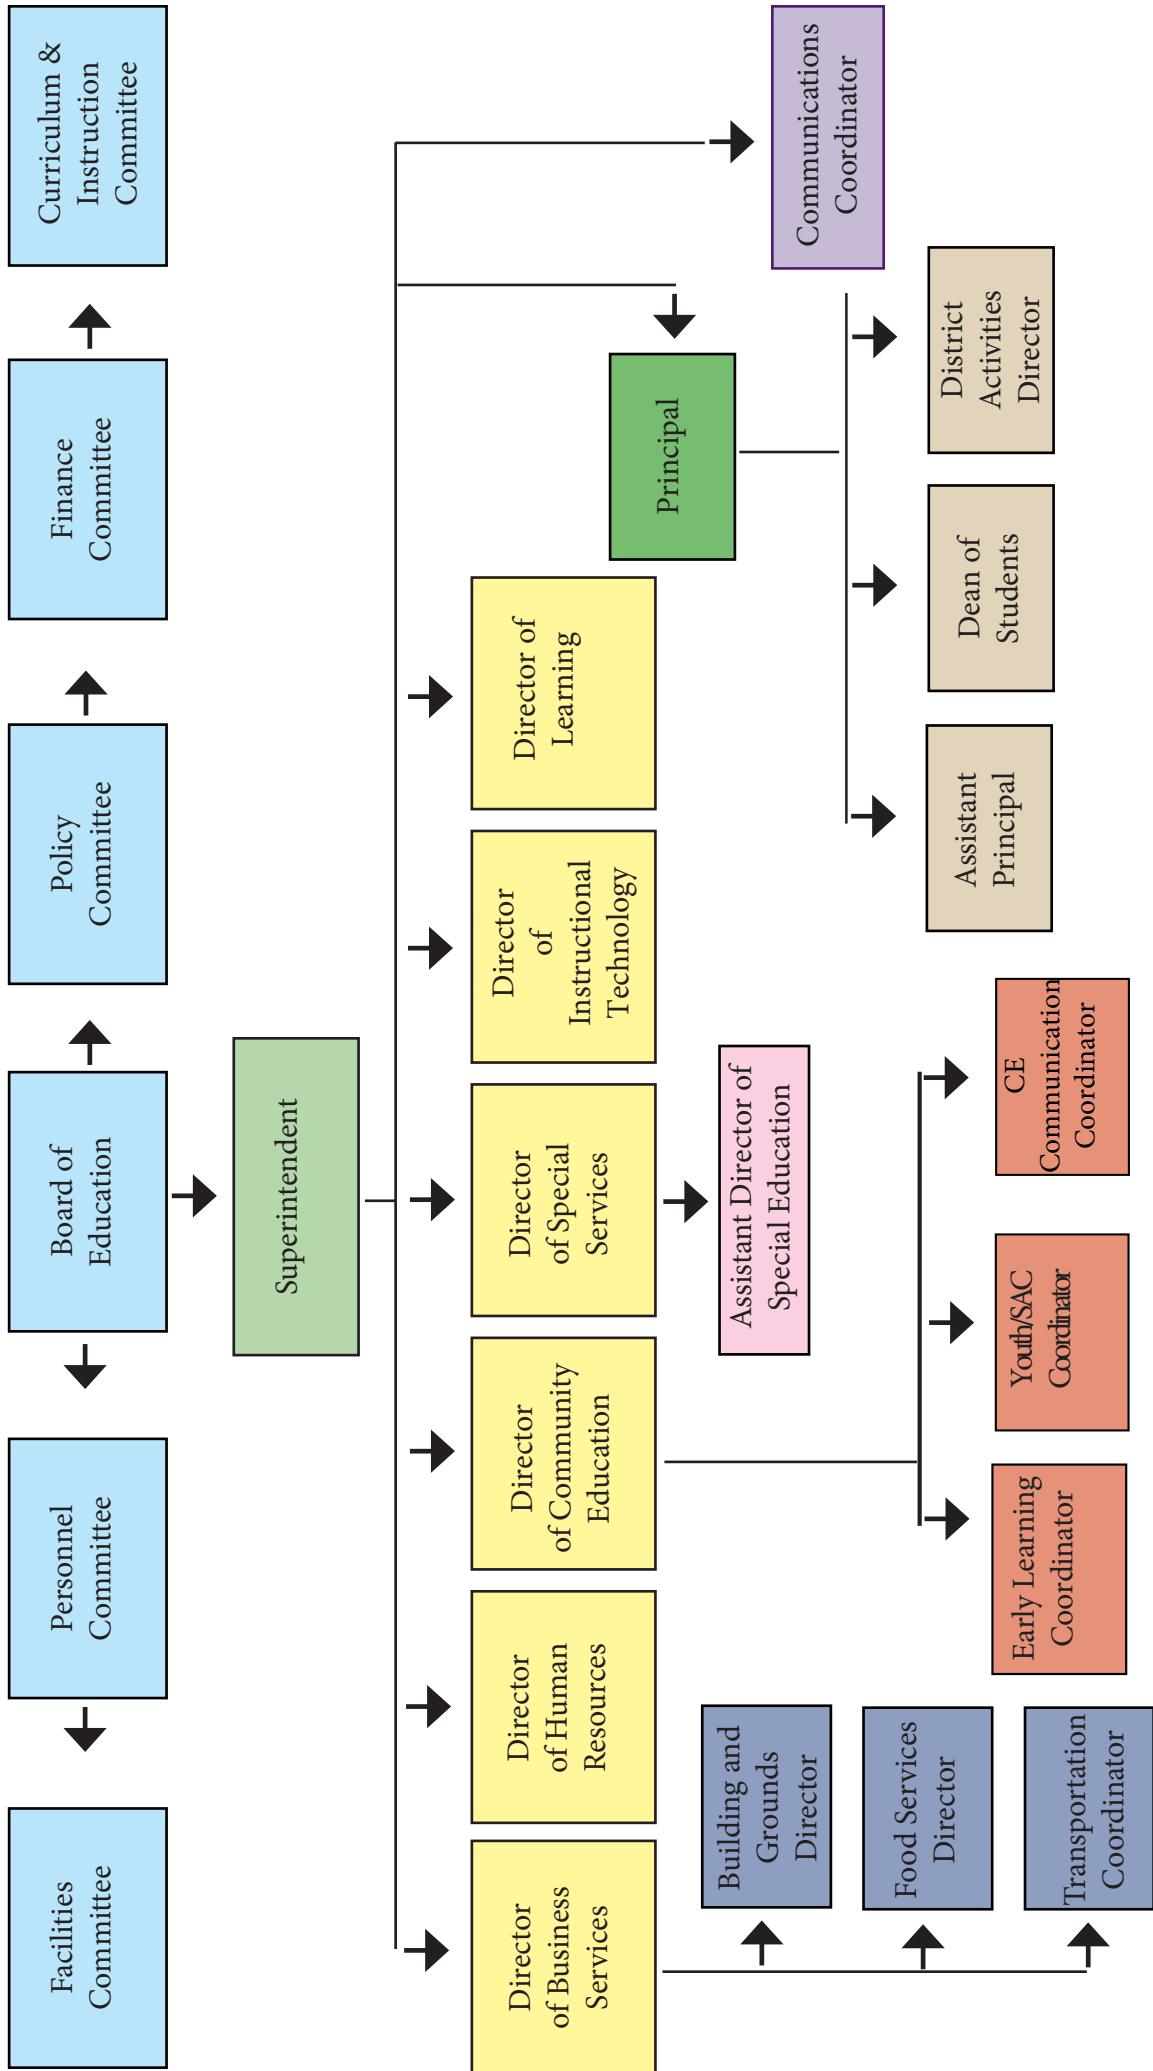 Facilities
Committee
Personnel
Committee
Board of
Education
Policy
Committee
Finance
Committee
Curriculum &
Instruction
Committee
Superintendent
Director
of Business
Services
Director
of Human
Resources
Director
of Community
Education
Director
of Special
Services
Director
of
Instructional
Technology
Director of
Learning
Principal
Communications
Coordinator
Building and
Grounds
Director
Food Services
Director
Transportation
Coordinator
Assistant Director of
Special Education
Early Learning
Coordinator
Youth/SAC
Coordinator
CE
Communication
Coordinator
Assistant
Principal
Dean of
Students
District
Activities
Director